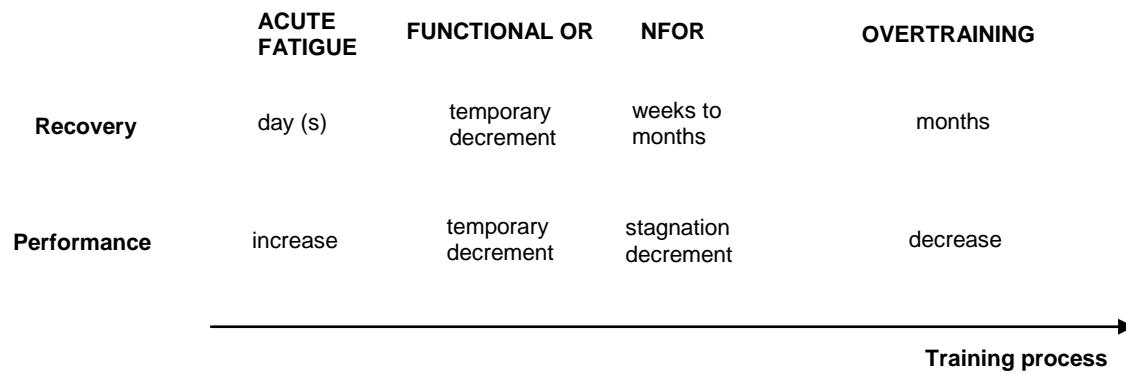 ACUTE
FATIGUE
FUNCTIONAL OR
NFOR
OVERTRAINING
Recovery
day (s)
temporary
decrement
weeks to
months
months
Performance
increase
temporary
decrement
stagnation
decrement
decrease
Training process